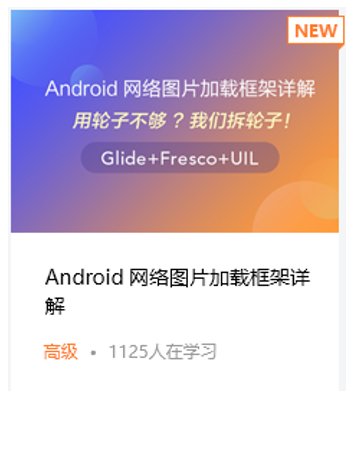 NEW
Android 网络图片加载框架详解
用轮子不够？我们拆轮子！
Glide+Fresco+UIL
Android 网络图片加载框架详
解
高级 • 1125人在学习